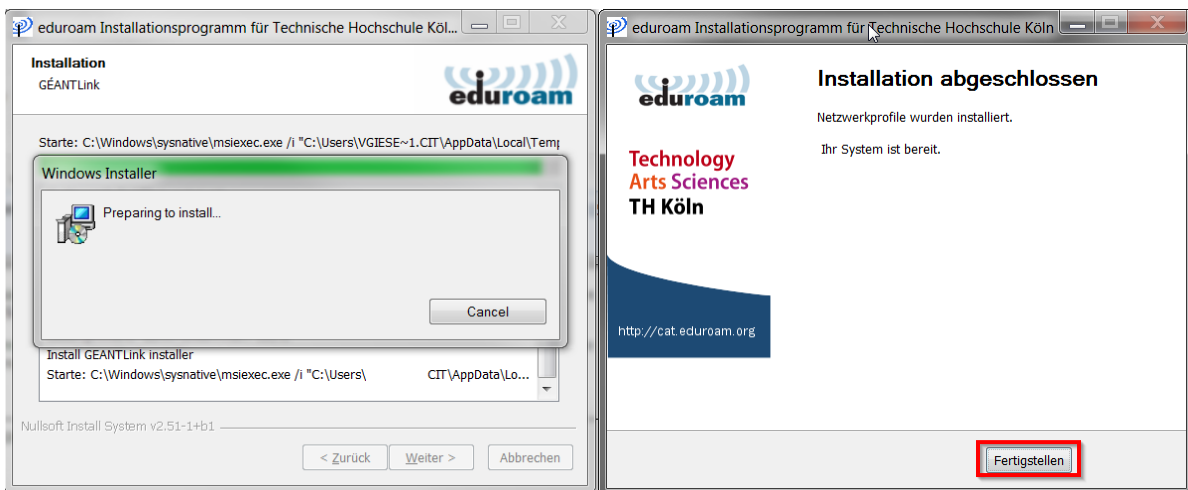 eduroam Installationsprogramm für Technische Hochschule Köl...
Installation
GÉANTLink
eduroam
Starte: C:\Windows\sysnative\msiexec.exe /i "C:\Users\VGIESE~1.CIT\AppData\Local\Temp
Windows Installer
Preparing to install...
Cancel
Install GEANTLink installer
Starte: C:\Windows\sysnative\msiexec.exe /i "C:\Users\ CIT\AppData\Lo...
Nullsoft Install System v2.51-1+b1
< Zurück
Weiter >
Abbrechen
eduroam Installationsprogramm für Technische Hochschule Köln
eduroam
Technology
Arts Sciences
TH Köln
http://cat.eduroam.org
Installation abgeschlossen
Netzwerkprofile wurden installiert.
Ihr System ist bereit.
Fertigstellen